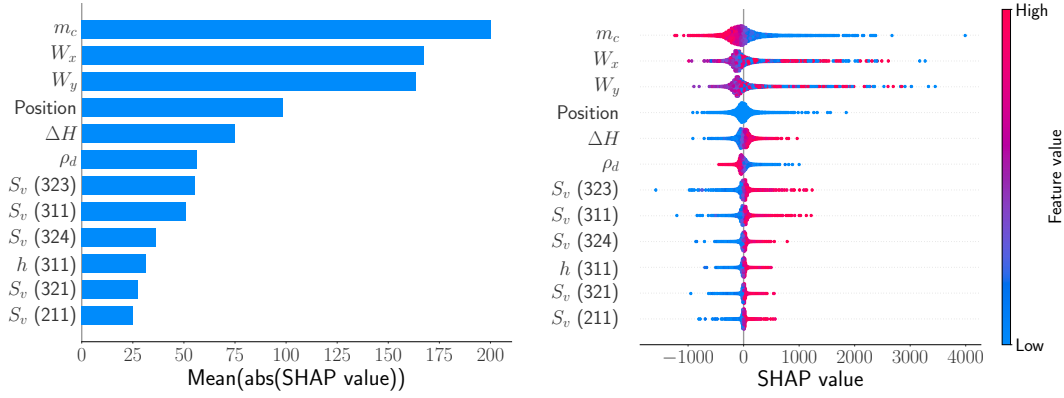 m_c
W_x
W_y
Position
ΔH
ρ_d
S_v (323)
S_v (311)
S_v (324)
h (311)
S_v (321)
S_v (211)
0 25 50 75 100 125 150 175 200
Mean(abs(SHAP value))
m_c
W_x
W_y
Position
ΔH
ρ_d
S_v (323)
S_v (311)
S_v (324)
h (311)
S_v (321)
S_v (211)
−1000 0 1000 2000 3000 4000
SHAP value
High
Feature value
Low